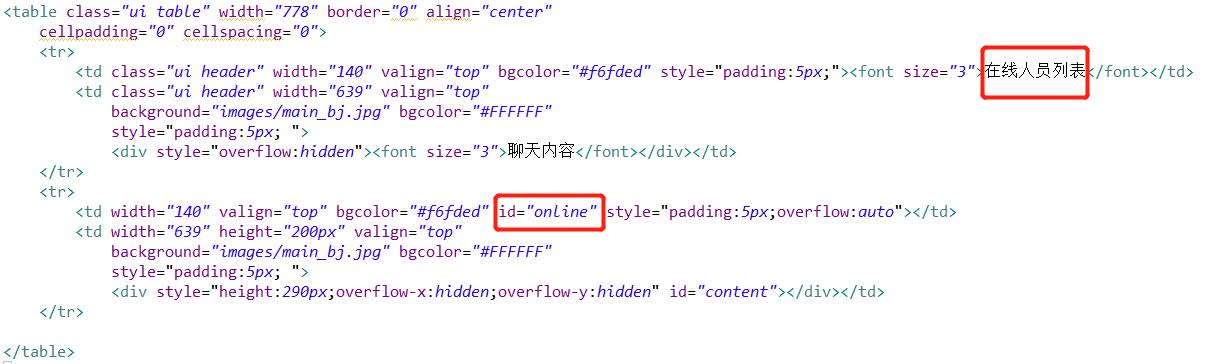 <table class="ui table" width="778" border="0" align="center"
cellpadding="0" cellspacing="0">
<tr>
<td class="ui header" width="140" valign="top" bgcolor="#f6fded" style="padding:5px;"><font size="3">在线人员列表</font></td>
<td class="ui header" width="639" valign="top"
background="images/main_bj.jpg" bgcolor="#FFFFFF"
style="padding:5px; ">
<div style="overflow:hidden"><font size="3">聊天内容</font></div></td>
</tr>
<tr>
<td width="140" valign="top" bgcolor="#f6fded" id="online" style="padding:5px;overflow:auto"></td>
<td width="639" height="200px" valign="top"
background="images/main_bj.jpg" bgcolor="#FFFFFF"
style="padding:5px; ">
<div style="height:290px;overflow-x:hidden;overflow-y:hidden" id="content"></div></td>
</tr>
</table>